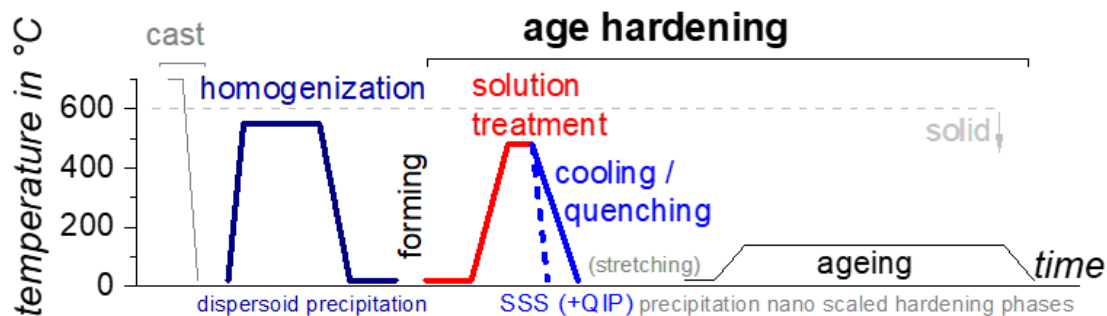 age hardening
cast
homogenization
solution
treatment
temperature in °C
600
400
200
0
solid
forming
cooling /
quenching
(stretching)
ageing
time
dispersoid precipitation
SSS (+QIP)
precipitation nano scaled hardening phases